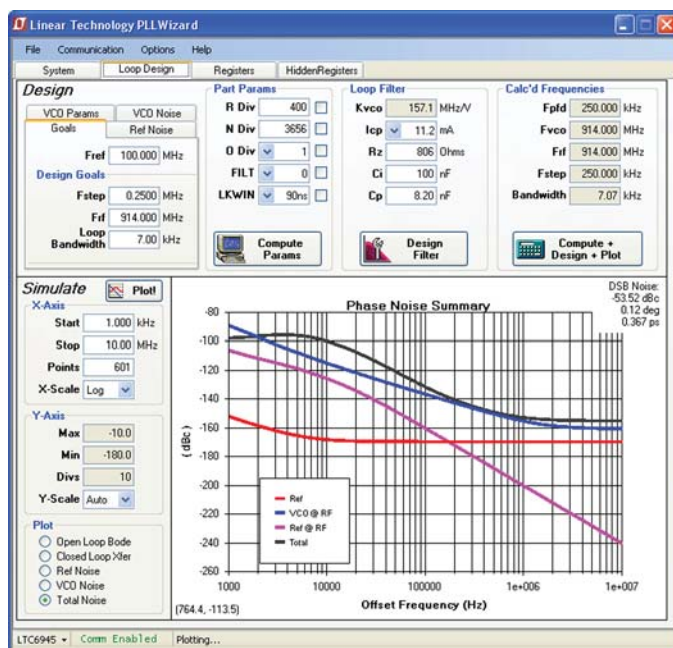 Linear Technology PLLWizard
File Communication Options Help
System Loop Design Registers HiddenRegisters
Design
VCO Params VCO Noise
Goals Ref Noise
Fref 100.000 MHz
Design Goals
Fstep 0.2500 MHz
Frf 914.000 MHz
Loop Bandwidth 7.00 kHz
Part Params
R Div 400
N Div 3656
O Div 1
FILT 0
LKWIN 90ns
Compute Params
Loop Filter
Kvco 157.1 MHz/V
Icp 11.2 mA
Rz 806 Ohms
Ci 100 nF
Cp 8.20 nF
Design Filter
Calc'd Frequencies
Fpfd 250.000 kHz
Fvco 914.000 MHz
Frf 914.000 MHz
Fstep 250.000 kHz
Bandwidth 7.07 kHz
Compute + Design + Plot
Simulate Plot!
X-Axis
Start 1.000 kHz
Stop 10.00 MHz
Points 601
X-Scale Log
Y-Axis
Max -10.0
Min -180.0
Divs 10
Y-Scale Auto
Plot
Open Loop Bode
Closed Loop Xfer
Ref Noise
VCO Noise
Total Noise
Phase Noise Summary
DSB Noise:
-53.52 dBc
0.12 deg
0.367 ps
-80
-100
-120
-140
-160
-180
-200
-220
-240
-260
( dBc)
Ref
VCO @ RF
Ref @ RF
Total
1000 10000 100000 1e+006 1e+007
Offset Frequency (Hz)
(764.4, -113.5)
LTC6945 Comm Enabled Plotting...